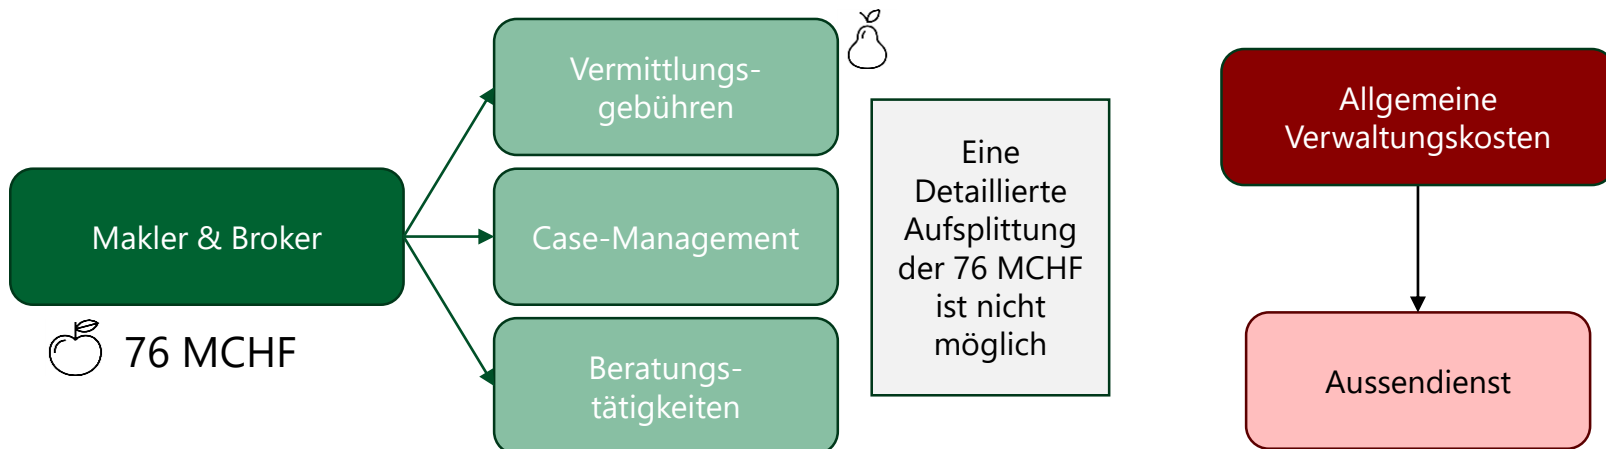 Vermittlungs-
gebühren
Makler & Broker
76 MCHF
Case-Management
Beratungs-
tätigkeiten
Eine
Detaillierte
Aufsplittung
der 76 MCHF
ist nicht
möglich
Allgemeine
Verwaltungskosten
Aussendienst